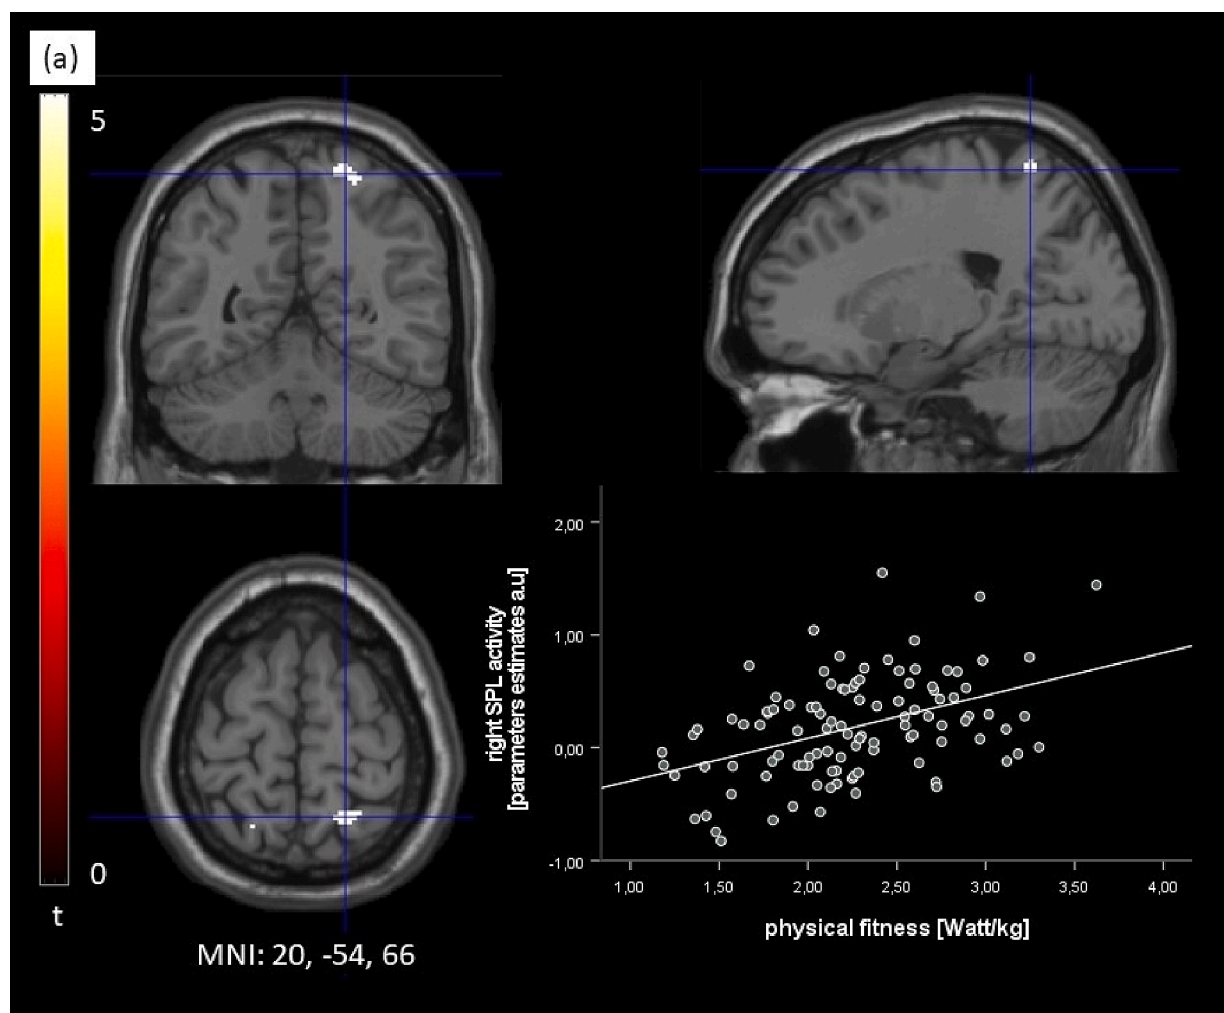 (a)
5
0
t
MNI: 20, -54, 66
right SPL activity
[parameters estimates a.u]
2,00
1,00
0,00
-1,00
1,00
1,50
2,00
2,50
3,00
3,50
4,00
physical fitness [Watt/kg]